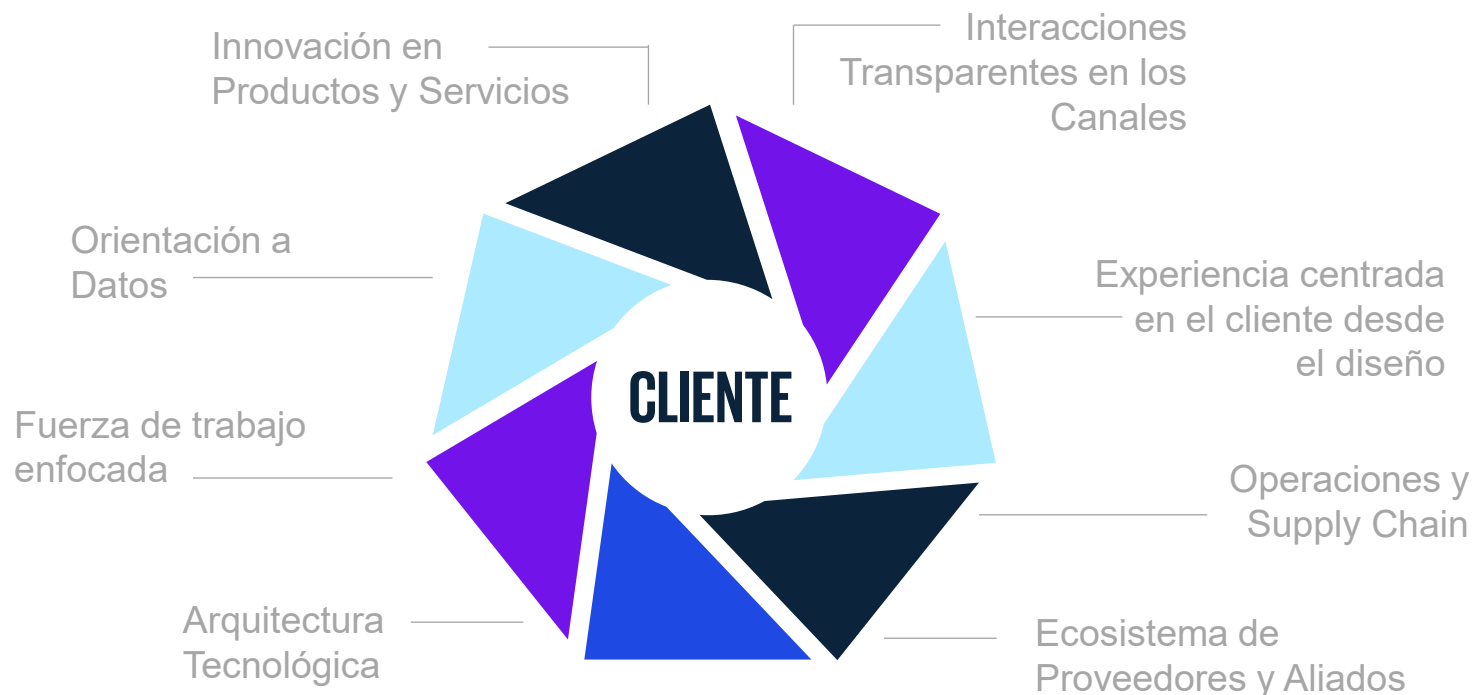 Innovación en
Productos y Servicios
Interacciones
Transparentes en los
Canales
Orientación a
Datos
Experiencia centrada
en el cliente desde
el diseño
CLIENTE
Fuerza de trabajo
enfocada
Operaciones y
Supply Chain
Arquitectura
Tecnológica
Ecosistema de
Proveedores y Aliados